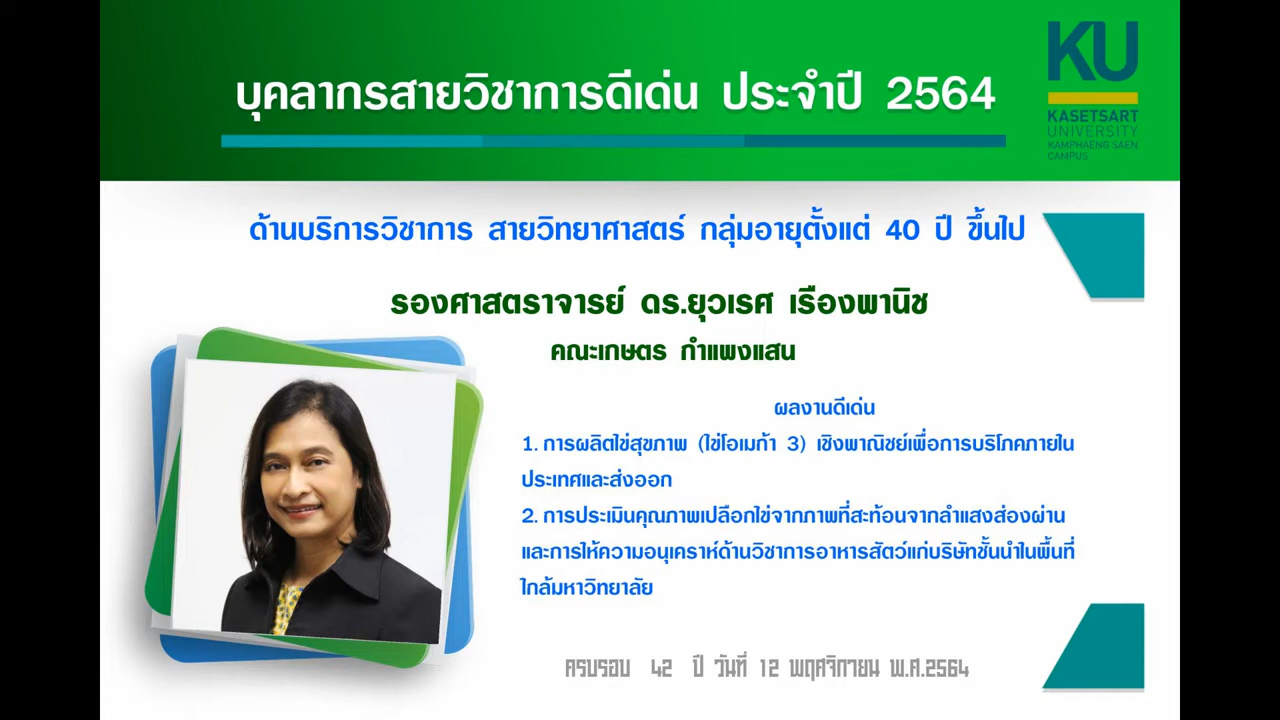 บุคลากรสายวิชาการดีเด่น ประจำปี 2564
KU
KASETSART
UNIVERSITY
KAMPHAENG SAEN
CAMPUS
ด้านบริการวิชาการ สายวิทยาศาสตร์ กลุ่มอายุตั้งแต่ 40 ปี ขึ้นไป
รองศาสตราจารย์ ดร.ยุวเรศ เรืองพานิช
คณะเกษตร กำแพงแสน
ผลงานดีเด่น
1. การผลิตไข่สุขภาพ (ไข่โอเมก้า 3) เชิงพาณิชย์เพื่อการบริโภคภายใน
ประเทศและส่งออก
2. การประเมินคุณภาพเปลือกไข่จากภาพที่สะท้อนจากลำแสงส่องผ่าน
และการให้ความอนุเคราห์ด้านวิชาการอาหารสัตว์แก่บริษัทชั้นนำในพื้นที่
ใกล้มหาวิทยาลัย
ครบรอบ 42 ปี วันที่ 12 พฤศจิกายน พ.ศ.2564